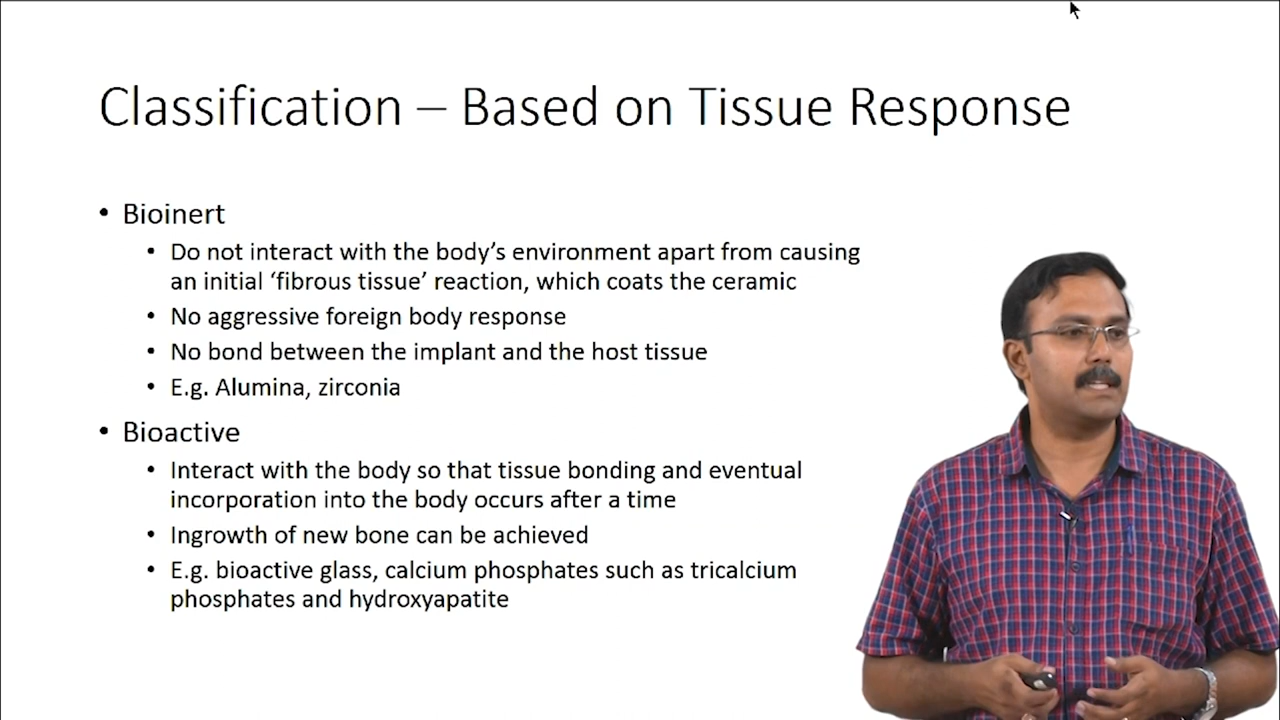 Classification – Based on Tissue Response
• Bioinert
• Do not interact with the body’s environment apart from causing
an initial ‘fibrous tissue’ reaction, which coats the ceramic
• No aggressive foreign body response
• No bond between the implant and the host tissue
• E.g. Alumina, zirconia
• Bioactive
• Interact with the body so that tissue bonding and eventual
incorporation into the body occurs after a time
• Ingrowth of new bone can be achieved
• E.g. bioactive glass, calcium phosphates such as tricalcium
phosphates and hydroxyapatite